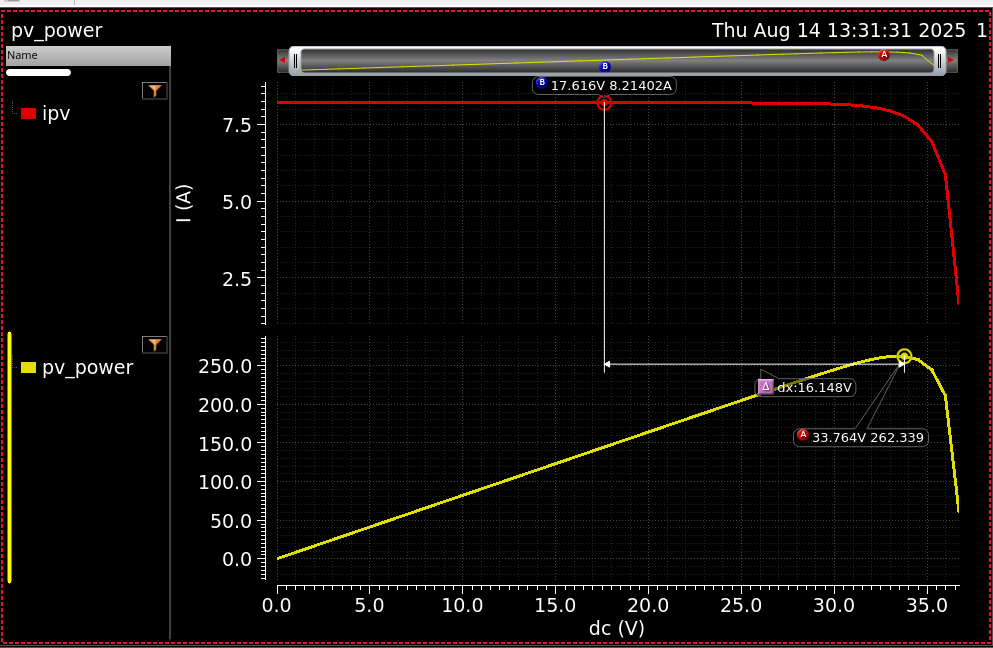 pv_power
Thu Aug 14 13:31:31 2025 1
Name
ipv
pv_power
A
B
B 17.616V 8.21402A
I (A)
7.5
5.0
2.5
250.0
200.0
150.0
100.0
50.0
0.0
Δ dx:16.148V
A 33.764V 262.339
0.0 5.0 10.0 15.0 20.0 25.0 30.0 35.0
dc (V)